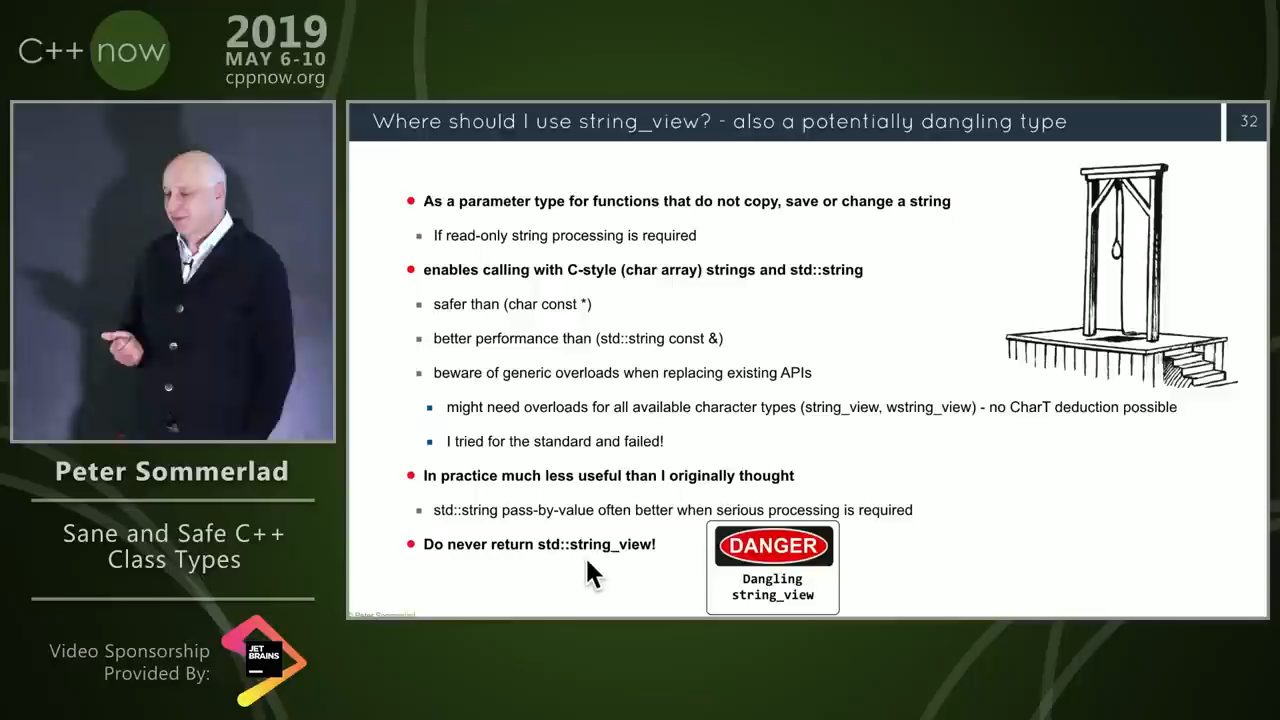 C++ now
2019
MAY 6-10
cppnow.org
Where should I use string_view? - also a potentially dangling type
32
As a parameter type for functions that do not copy, save or change a string
If read-only string processing is required
enables calling with C-style (char array) strings and std::string
safer than (char const *)
better performance than (std::string const &)
beware of generic overloads when replacing existing APIs
might need overloads for all available character types (string_view, wstring_view) - no CharT deduction possible
I tried for the standard and failed!
In practice much less useful than I originally thought
std::string pass-by-value often better when serious processing is required
Do never return std::string_view!
DANGER
Dangling
string_view
© Peter Sommerlad
Peter Sommerlad
Sane and Safe C++
Class Types
Video Sponsorship
Provided By:
JET
BRAINS